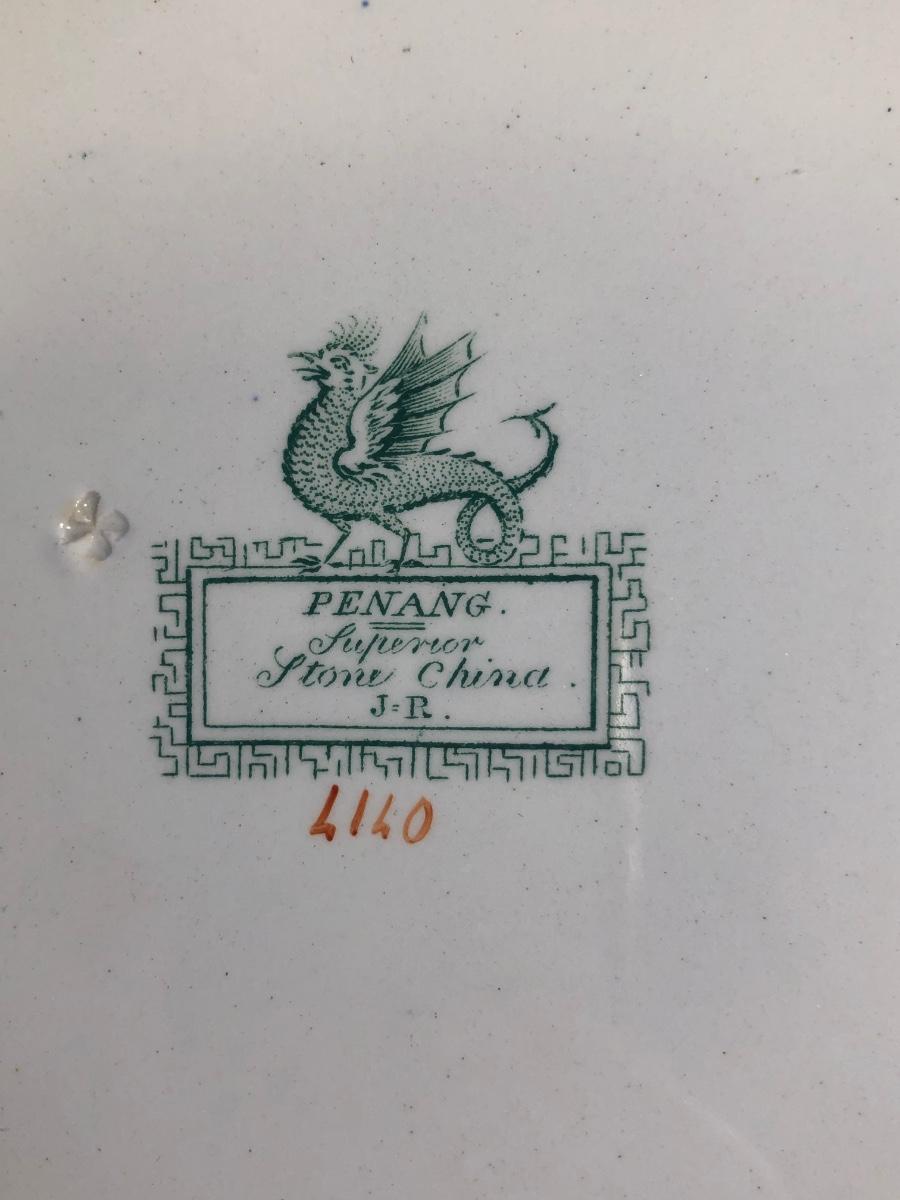 PENANG.
Superior
Stone China.
J=R.
4140